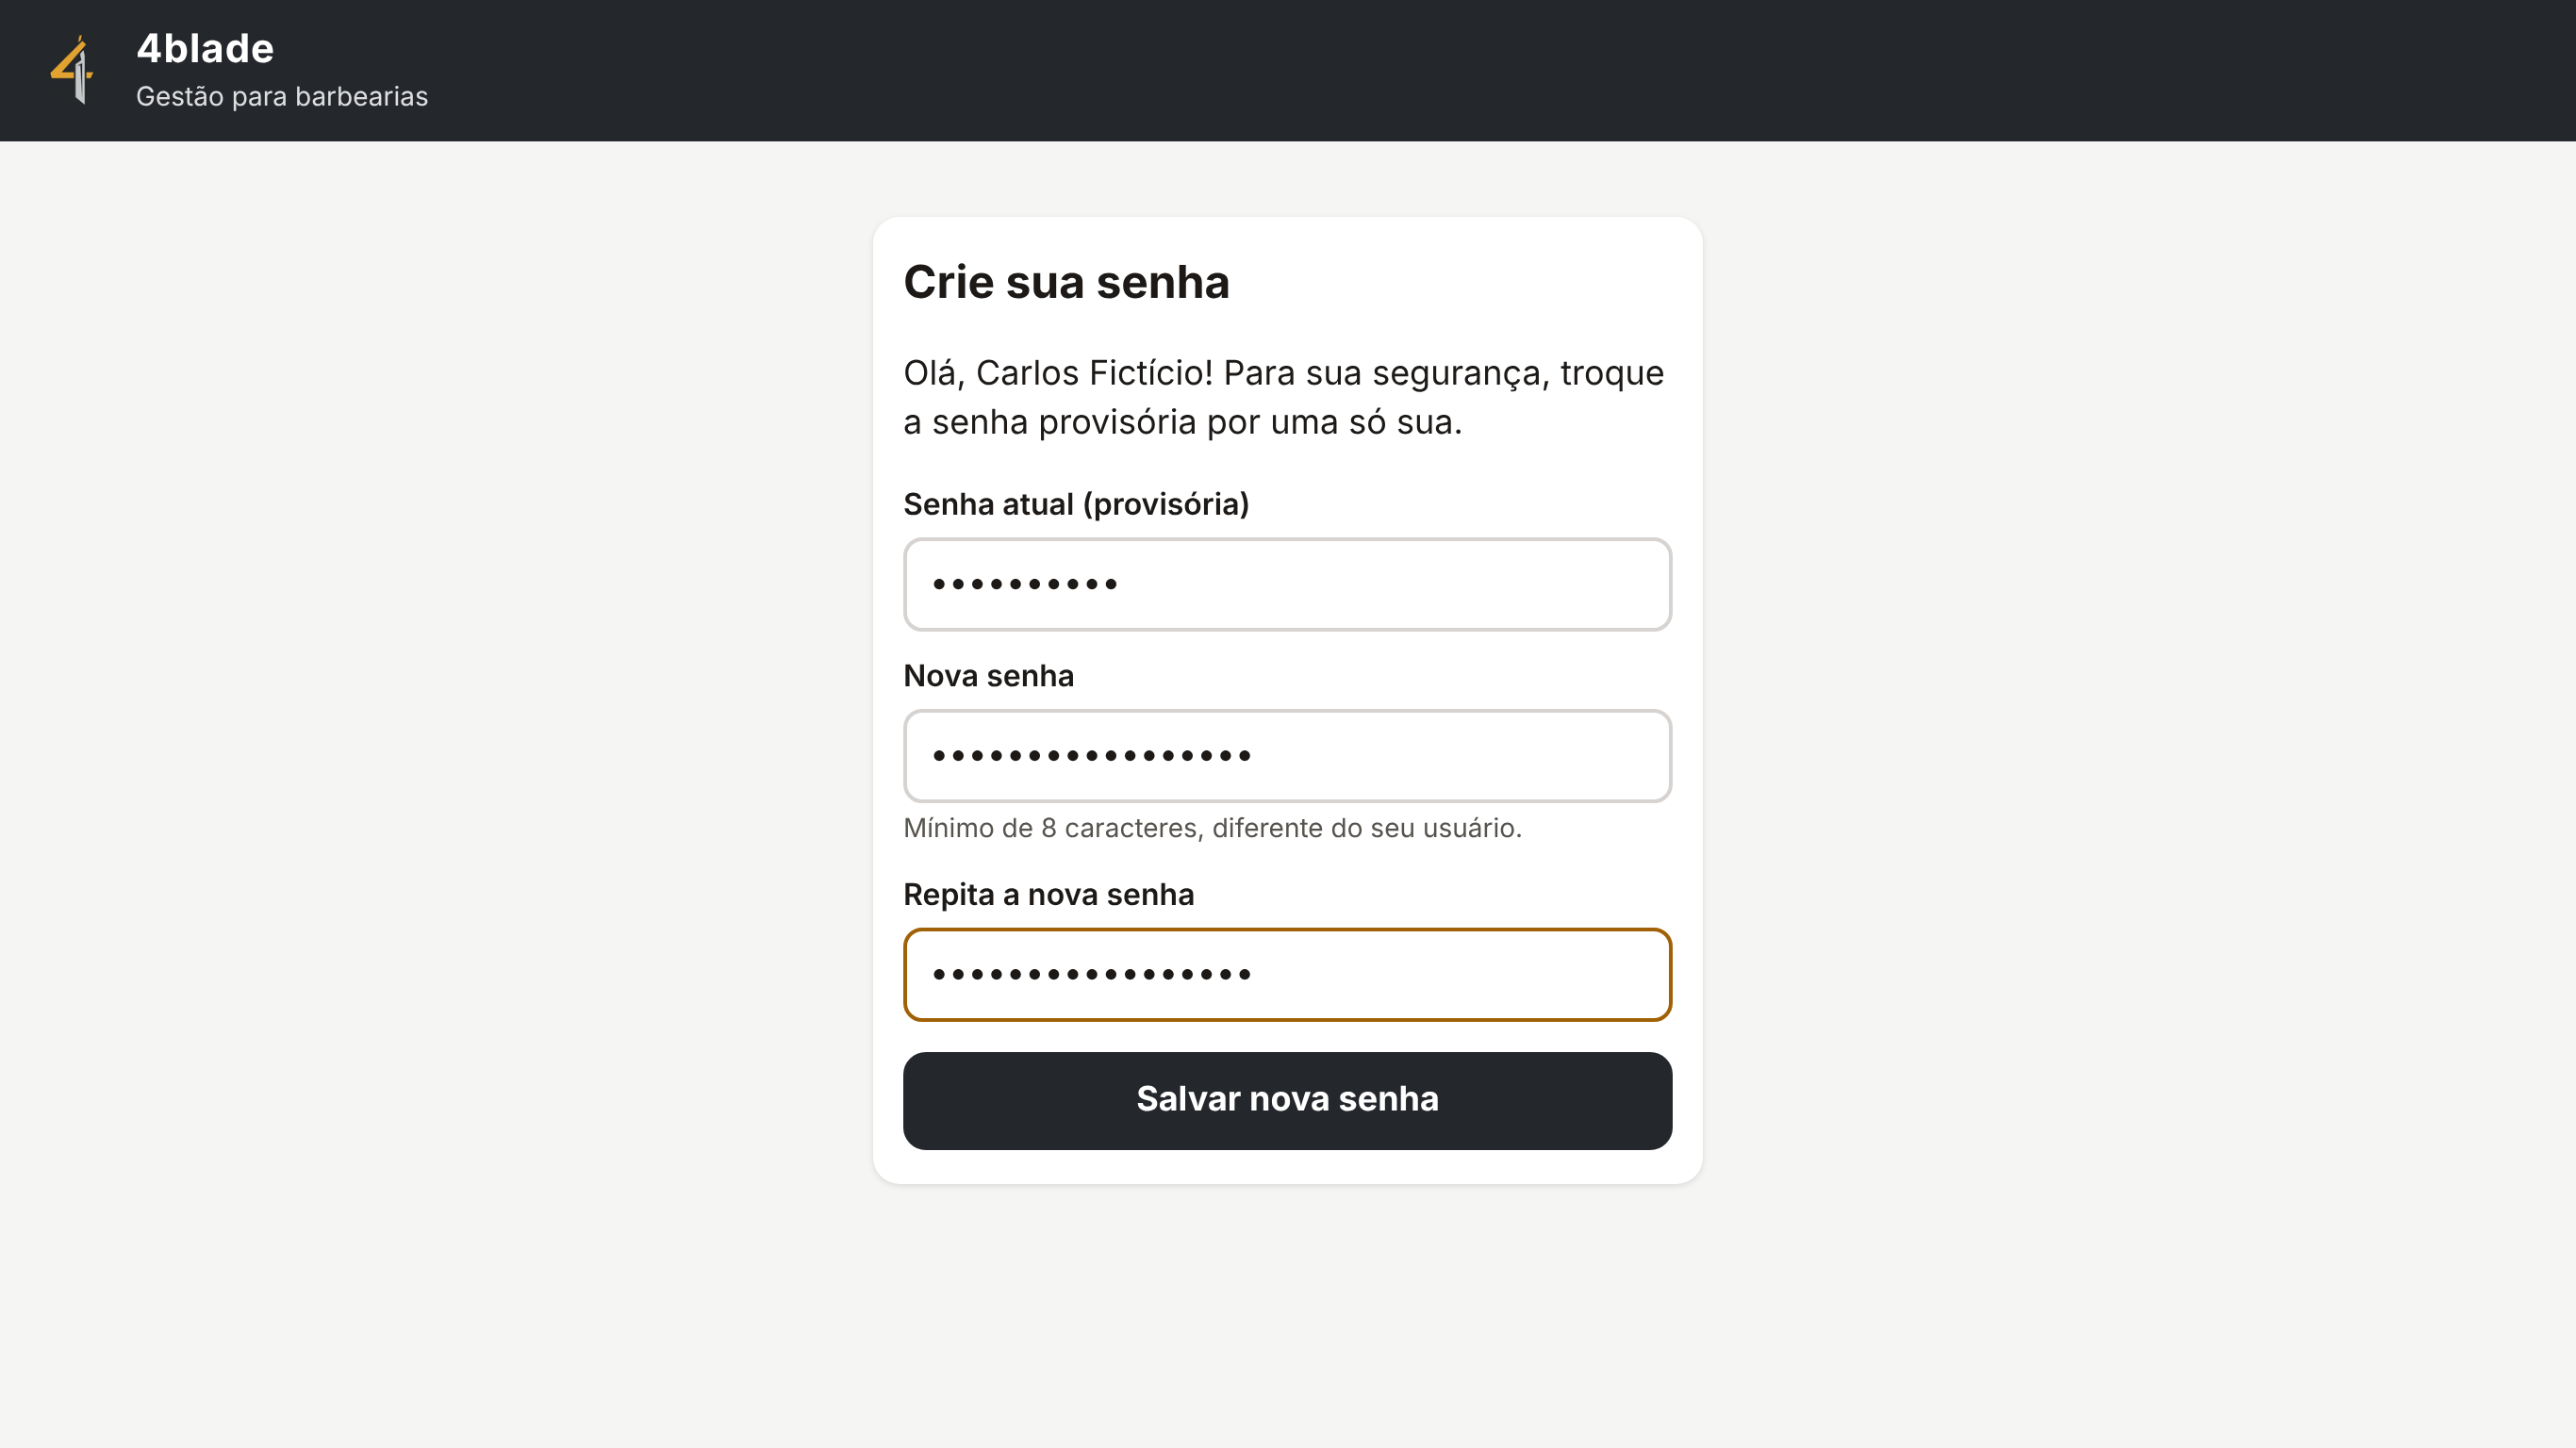 4blade
Gestão para barbearias
Crie sua senha
Olá, Carlos Fictício! Para sua segurança, troque
a senha provisória por uma só sua.
Senha atual (provisória)
••••••••••
Nova senha
•••••••••••••••••
Mínimo de 8 caracteres, diferente do seu usuário.
Repita a nova senha
•••••••••••••••••
Salvar nova senha